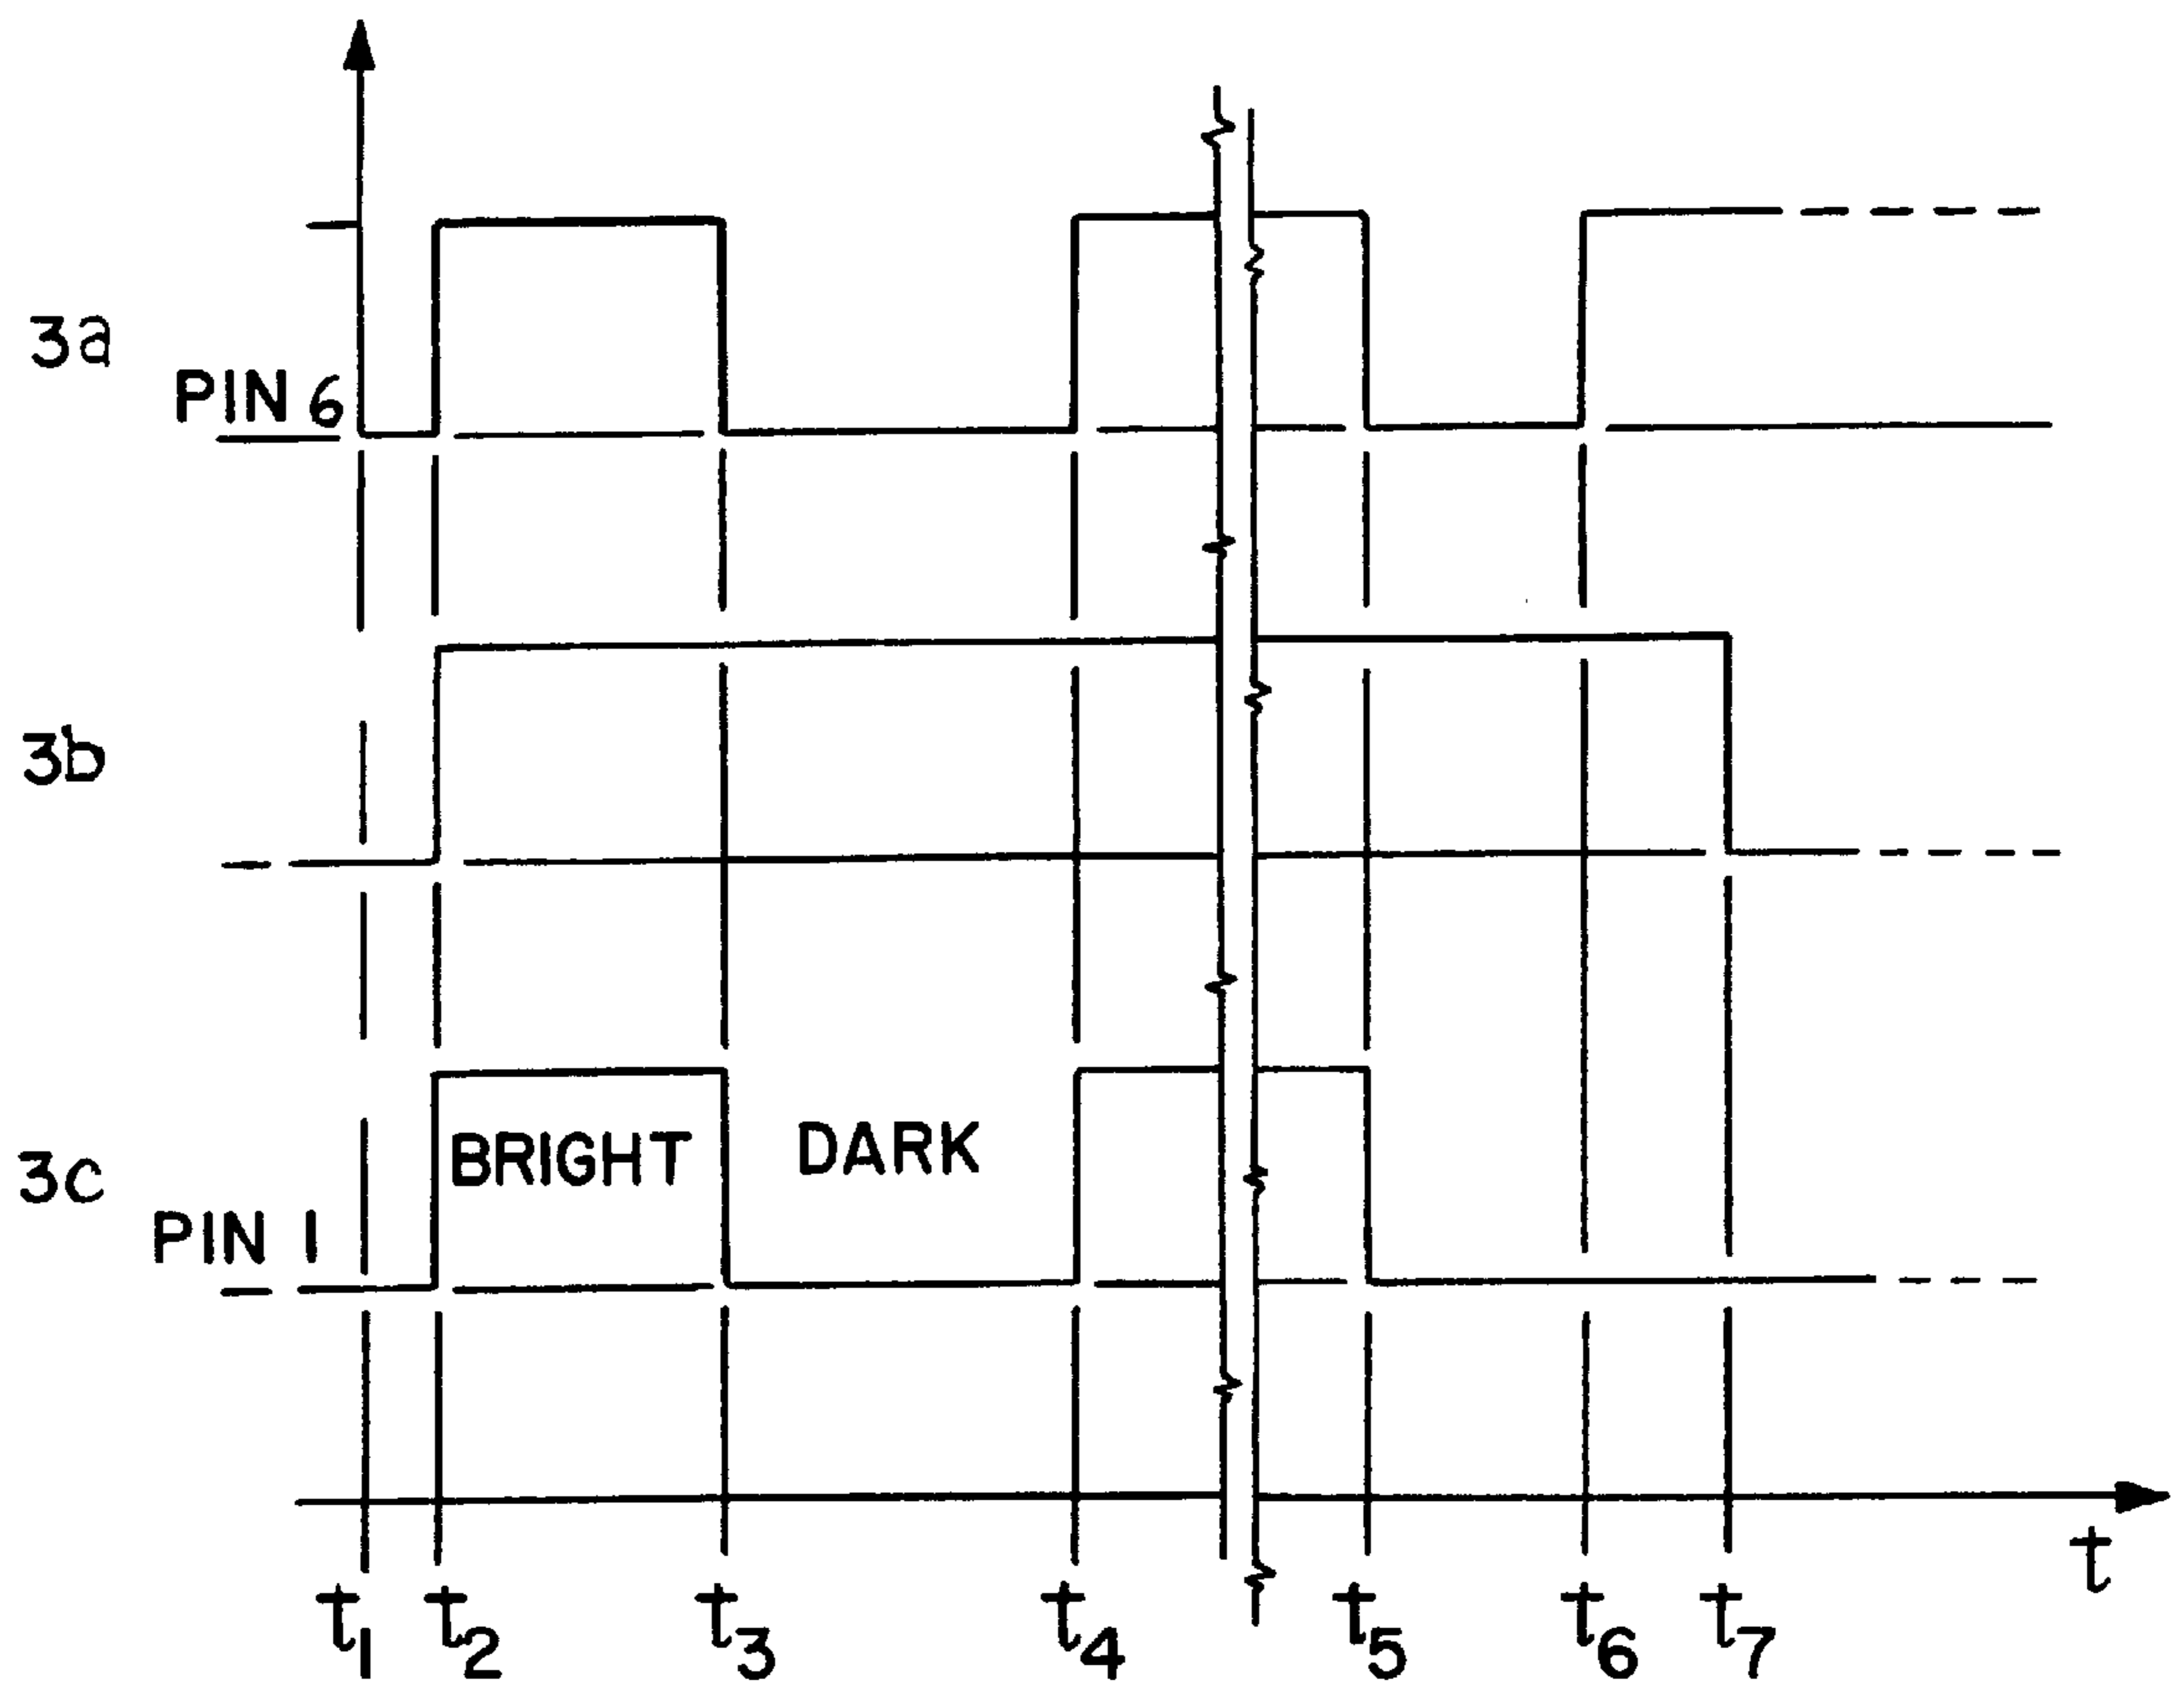 3a
PIN 6
3b
3c
BRIGHT
DARK
PIN 1
t
t1 t2 t3 t4 t5 t6 t7